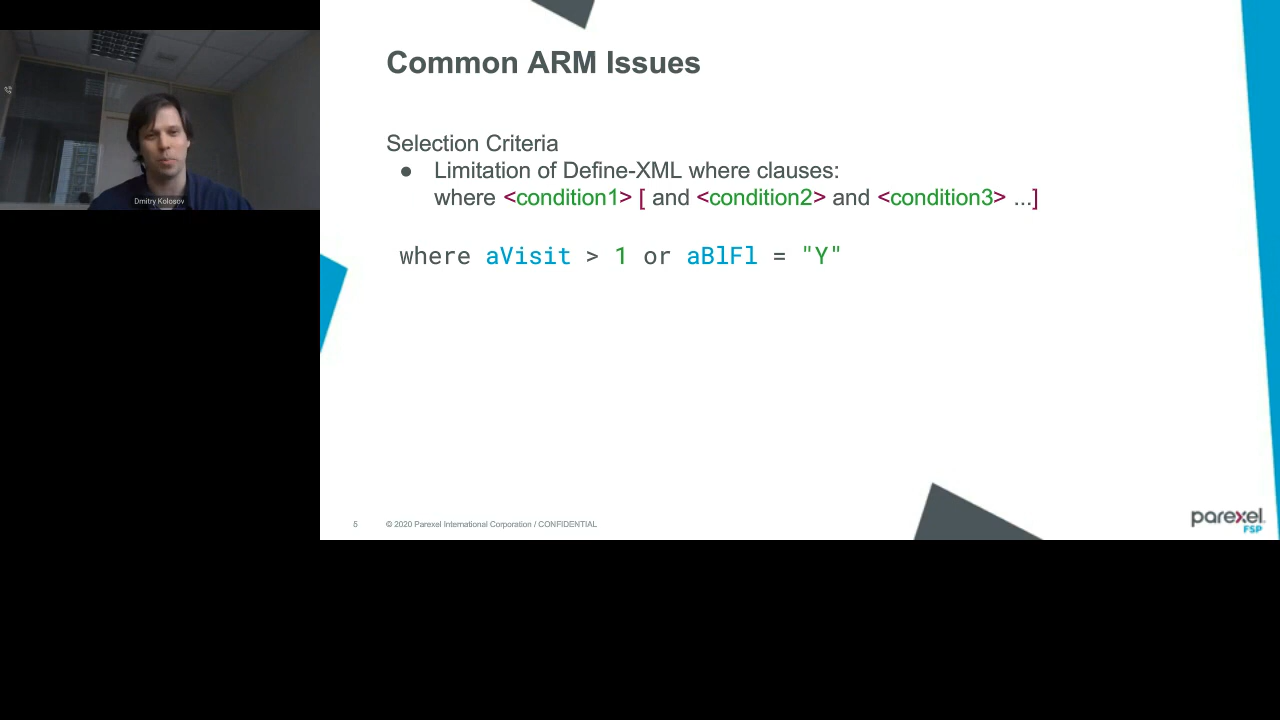 Common ARM Issues
Selection Criteria
● Limitation of Define-XML where clauses:
where <condition1> [ and <condition2> and <condition3> ...]
where aVisit > 1 or aBlFl = "Y"
Dmitry Kolosov
5 © 2020 Parexel International Corporation / CONFIDENTIAL
parexel.
FSP